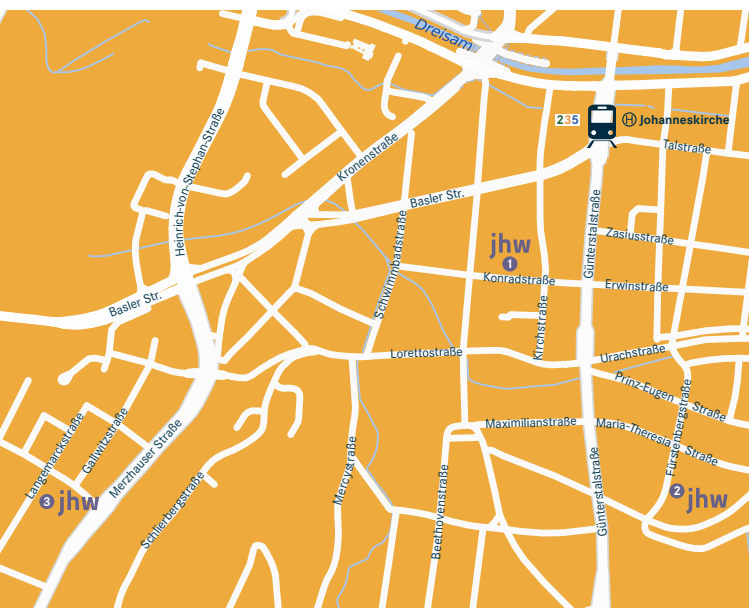 Dreisam
235 H Johanneskirche
Talstraße
Heinrich-von-Stephan-Straße
Kronenstraße
Basler Str.
Günterstalstraße
Zasiusstraße
Schwimmbadstraße
jhw
1
Konradstraße
Erwinstraße
Basler Str.
Kirchstraße
Lorettostraße
Urachstraße
Prinz-Eugen Straße
Fürstenbergstraße
Maximilianstraße
Maria-Theresia Straße
Langemarckstraße
Gallwitzstraße
Merzhauser Straße
Schlierbergstraße
Mercystraße
Beethovenstraße
Günterstalstraße
2 jhw
3 jhw